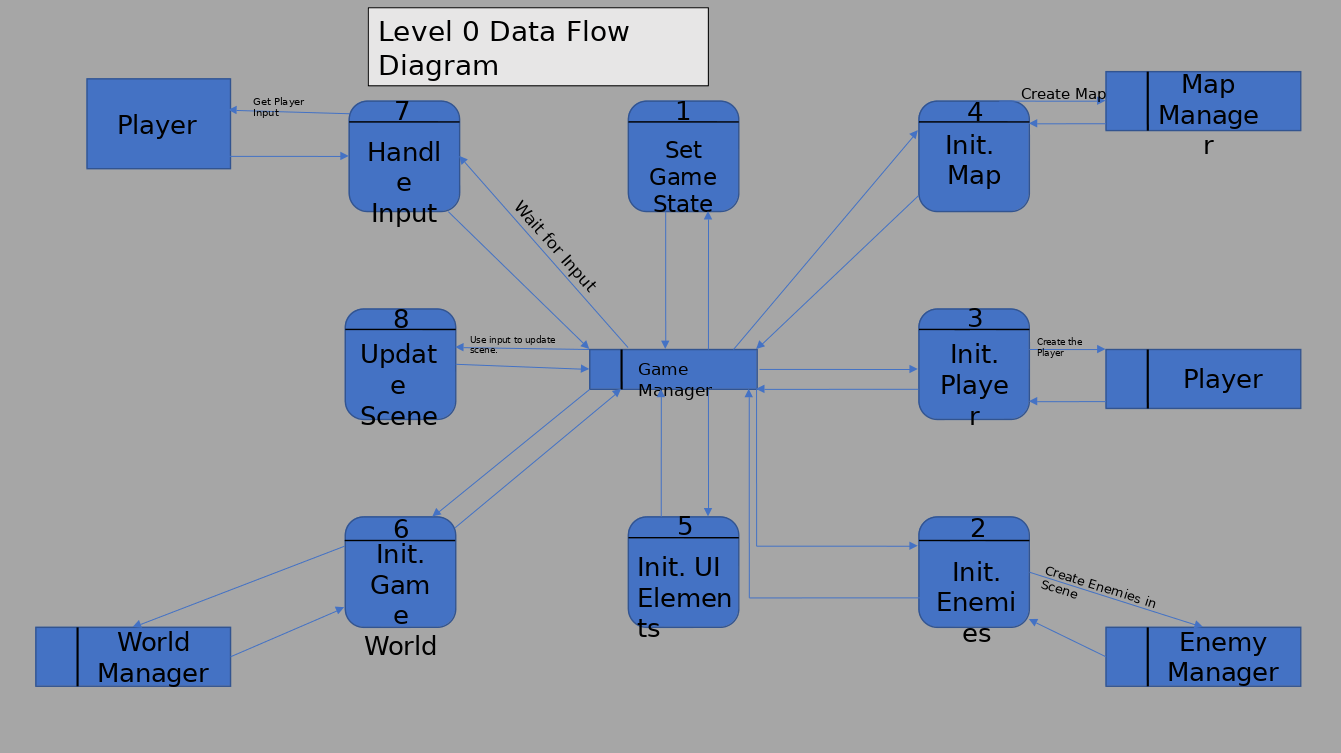 Level 0 Data Flow
Diagram
Player
Get Player
Input
7
Handl
e
Input
1
Set
Game
State
4
Init.
Map
Create Map
Map
Manage
r
Wait for Input
8
Updat
e
Scene
Use input to update
scene.
Game
Manager
3
Init.
Playe
r
Create the
Player
Player
6
Init.
Gam
e
World
5
Init. UI
Elemen
ts
2
Init.
Enemi
es
Create Enemies in
Scene
World
Manager
Enemy
Manager